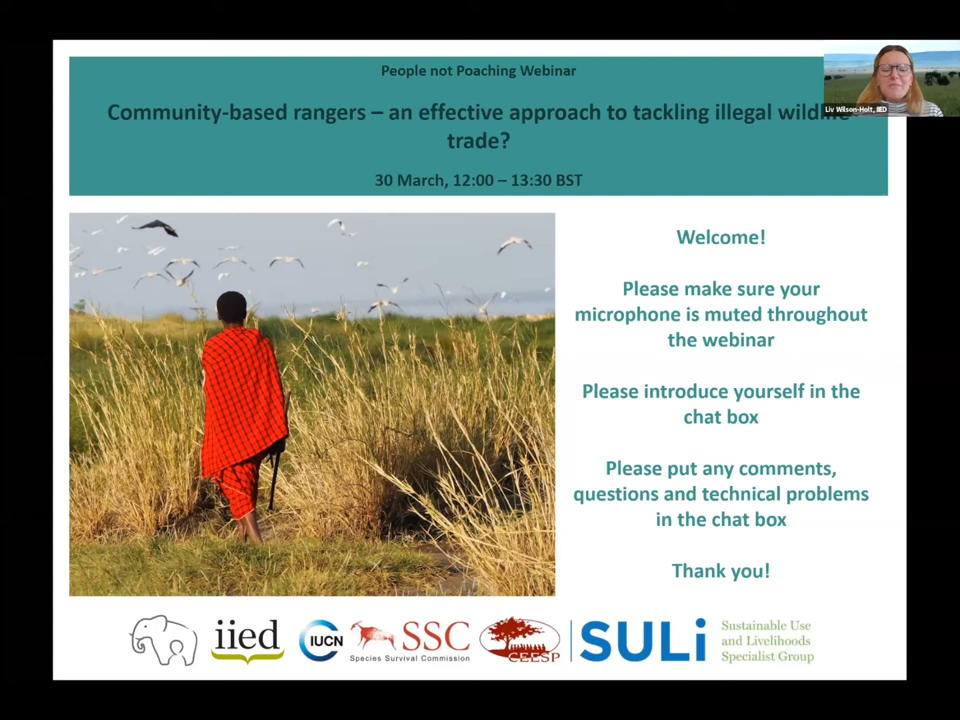 People not Poaching Webinar
Community-based rangers – an effective approach to tackling illegal wildlife
trade?
30 March, 12:00 – 13:30 BST
Liv Wilson-Holt, IIED
Welcome!
Please make sure your
microphone is muted throughout
the webinar
Please introduce yourself in the
chat box
Please put any comments,
questions and technical problems
in the chat box
Thank you!
iied
IUCN
SSC
Species Survival Commission
CEESP
SULi
Sustainable Use
and Livelihoods
Specialist Group